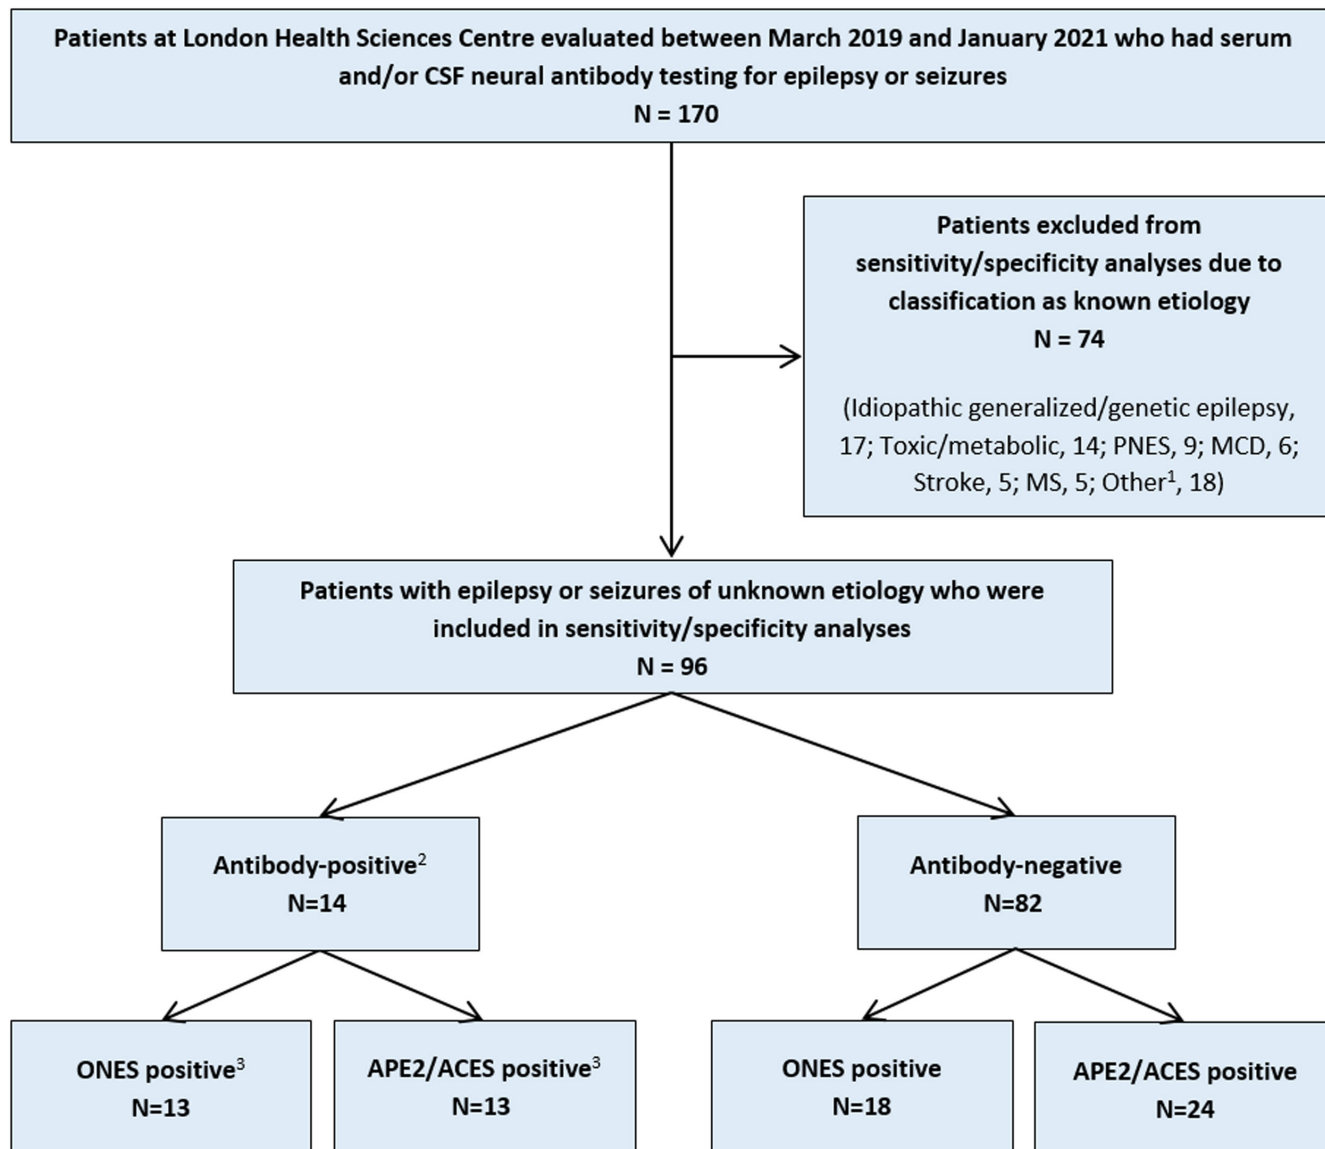 Patients at London Health Sciences Centre evaluated between March 2019 and January 2021 who had serum
and/or CSF neural antibody testing for epilepsy or seizures
N = 170
Patients excluded from
sensitivity/specificity analyses due to
classification as known etiology
N = 74
(Idiopathic generalized/genetic epilepsy,
17; Toxic/metabolic, 14; PNES, 9; MCD, 6;
Stroke, 5; MS, 5; Other¹, 18)
Patients with epilepsy or seizures of unknown etiology who were
included in sensitivity/specificity analyses
N = 96
Antibody-positive²
N=14
Antibody-negative
N=82
ONES positive³
N=13
APE2/ACES positive³
N=13
ONES positive
N=18
APE2/ACES positive
N=24